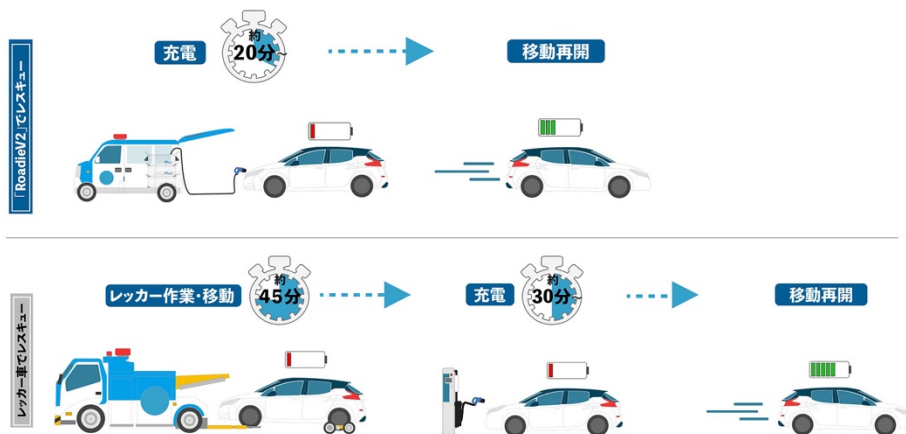 「RoadieV2」でレスキュー
充電
約
20分~
移動再開
レッカー車でレスキュー
レッカー作業・移動
約
45分
充電
約
30分~
移動再開